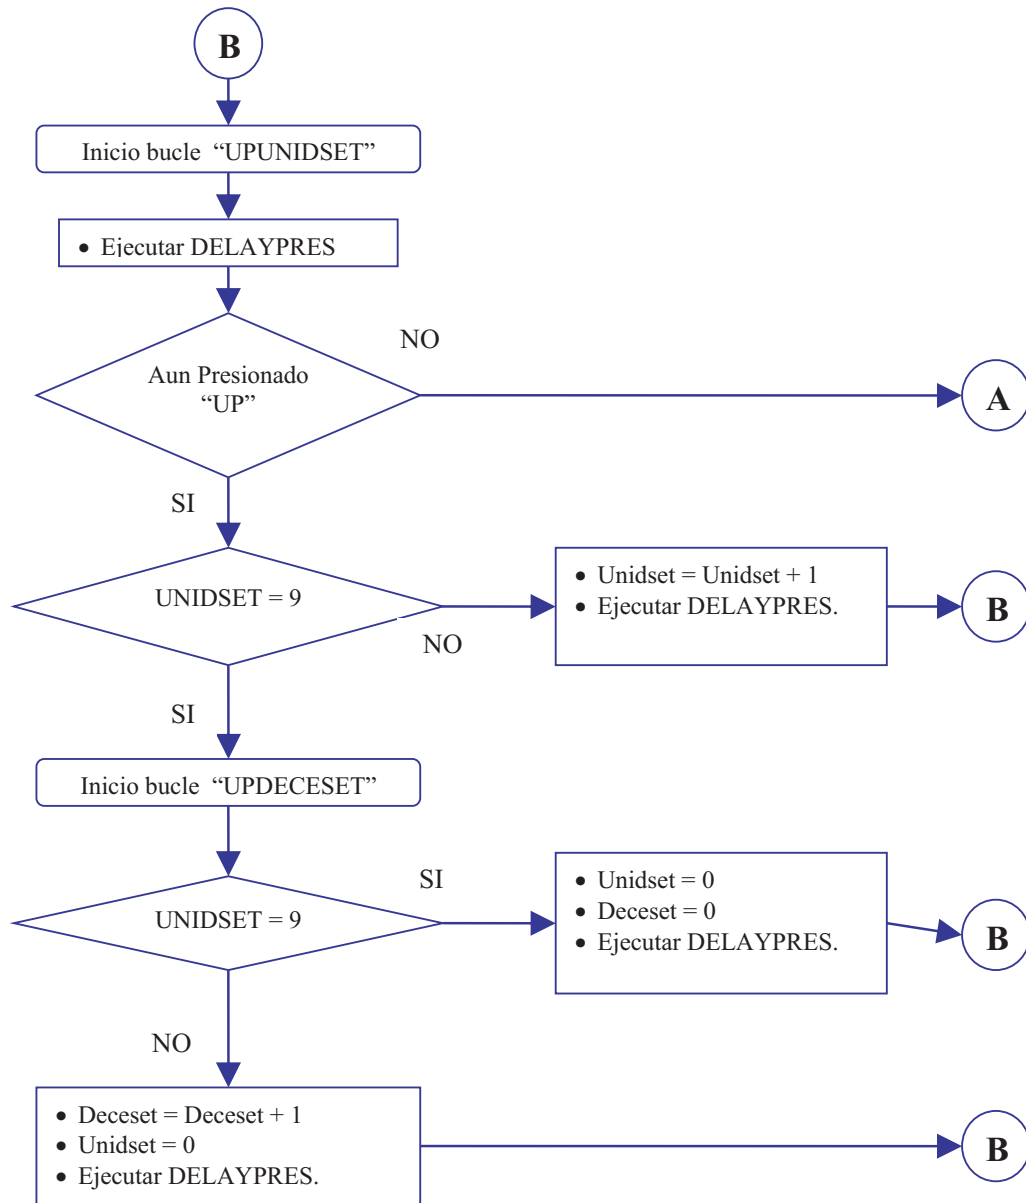 B
Inicio bucle “UPUNIDSET”
• Ejecutar DELAYPRES
NO
Aun Presionado
“UP”
A
SI
UNIDSET = 9
• Unidset = Unidset + 1
• Ejecutar DELAYPRES.
B
NO
SI
Inicio bucle “UPDECESET”
SI
UNIDSET = 9
• Unidset = 0
• Deceset = 0
• Ejecutar DELAYPRES.
B
NO
• Deceset = Deceset + 1
• Unidset = 0
• Ejecutar DELAYPRES.
B